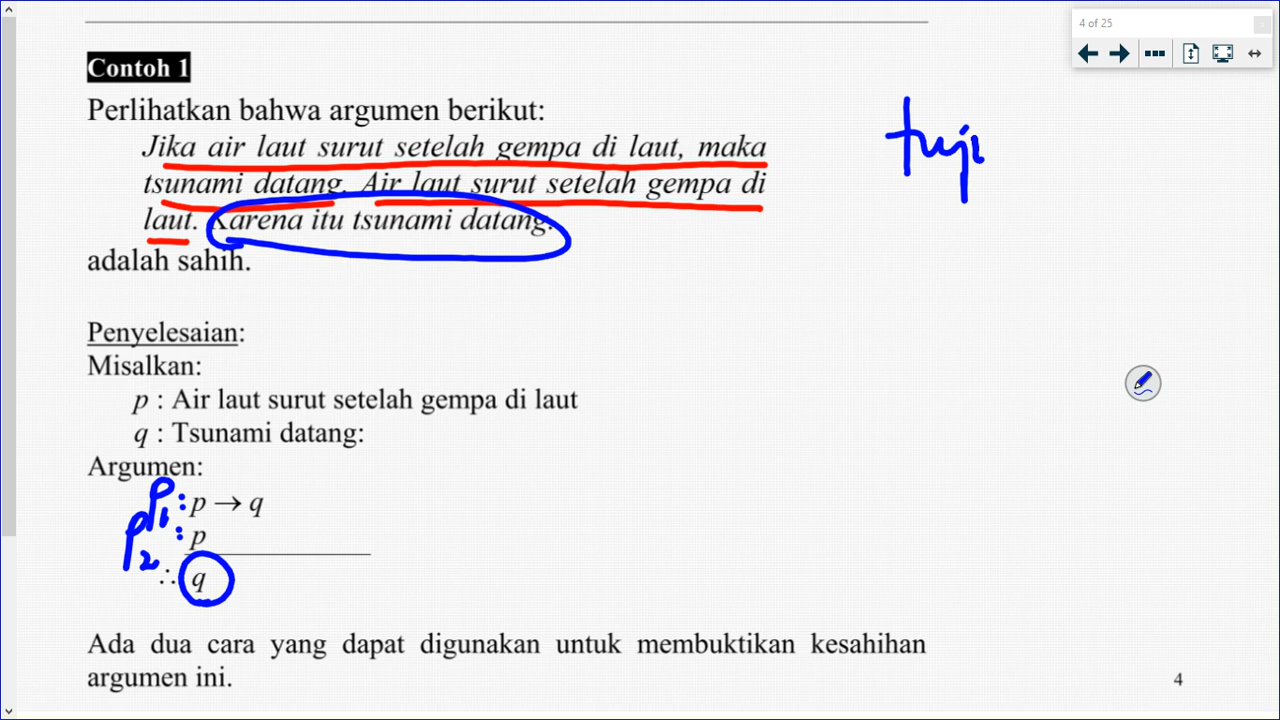 4 of 25
Contoh 1
Perlihatkan bahwa argumen berikut:
Jika air laut surut setelah gempa di laut, maka
tsunami datang. Air laut surut setelah gempa di
laut. Karena itu tsunami datang.
adalah sahih.
tuji
Penyelesaian:
Misalkan:
p : Air laut surut setelah gempa di laut
q : Tsunami datang:
Argumen:
p1 : p → q
p2 : p
∴ q
Ada dua cara yang dapat digunakan untuk membuktikan kesahihan
argumen ini.
4